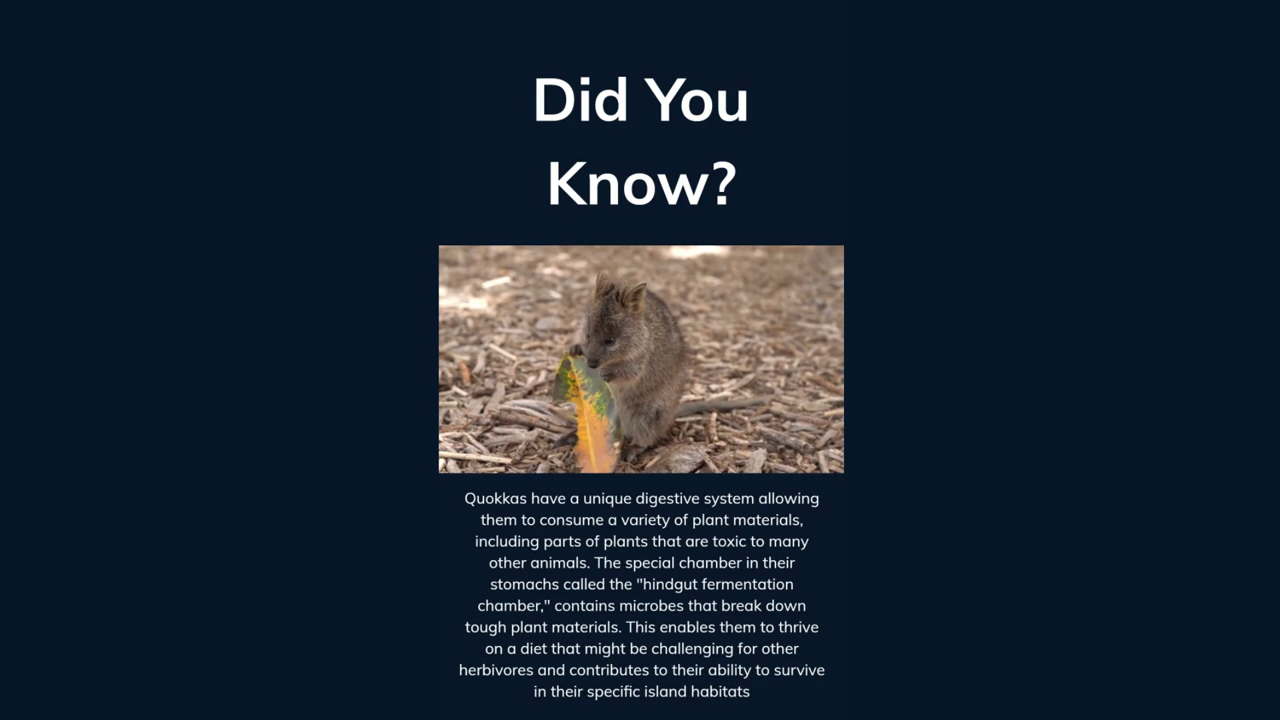 Did You
Know?
Quokkas have a unique digestive system allowing
them to consume a variety of plant materials,
including parts of plants that are toxic to many
other animals. The special chamber in their
stomachs called the "hindgut fermentation
chamber," contains microbes that break down
tough plant materials. This enables them to thrive
on a diet that might be challenging for other
herbivores and contributes to their ability to survive
in their specific island habitats